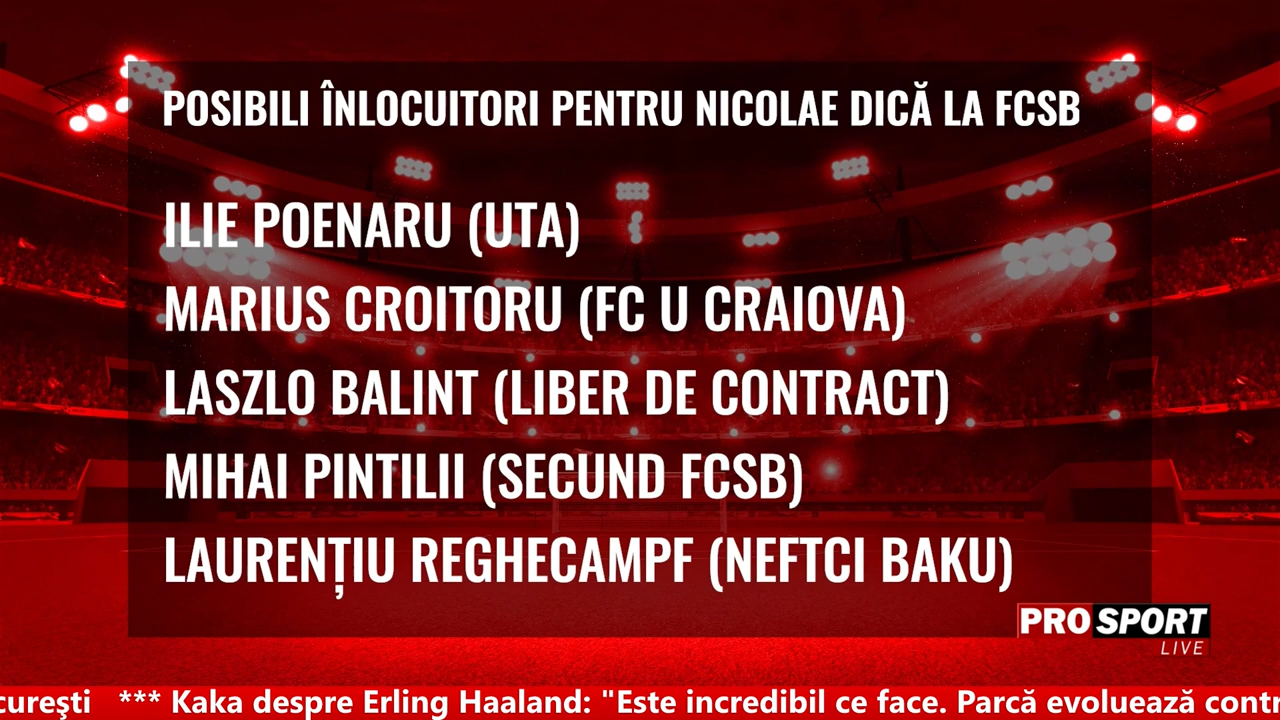 POSIBILI ÎNLOCUITORI PENTRU NICOLAE DICĂ LA FCSB
ILIE POENARU (UTA)
MARIUS CROITORU (FC U CRAIOVA)
LASZLO BALINT (LIBER DE CONTRACT)
MIHAI PINTILII (SECUND FCSB)
LAURENȚIU REGHECAMPF (NEFTCI BAKU)
PRO SPORT
LIVE
cureşti *** Kaka despre Erling Haaland: "Este incredibil ce face. Parcă evoluează contr